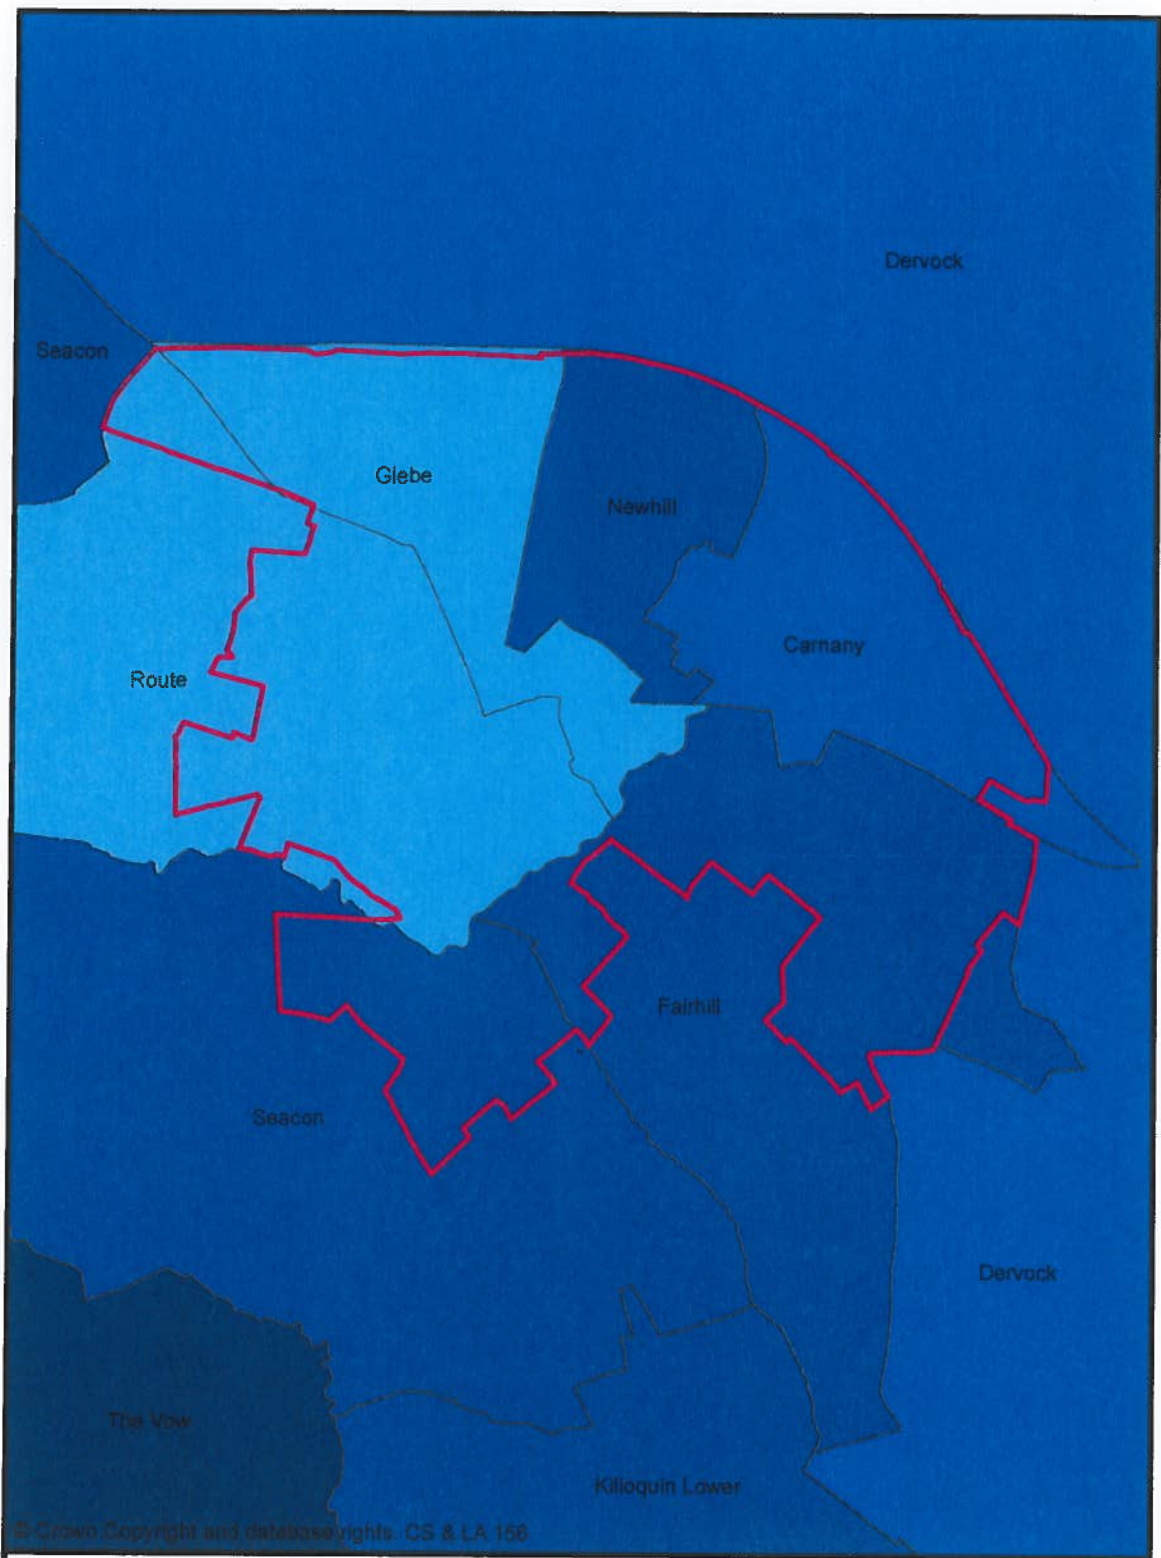 Dervock
Seacon
Glebe
Newhill
Carnany
Route
Fairhill
Seacon
Dervock
The Vow
Killoquin Lower
© Crown Copyright and database rights. CS & LA 156